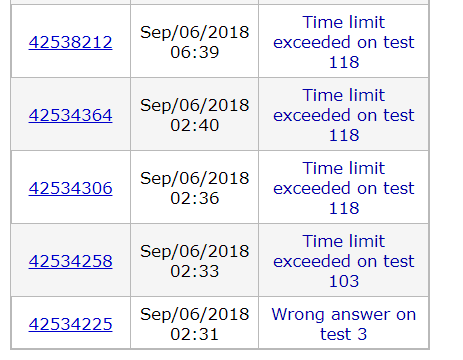 42538212
Sep/06/2018
06:39
Time limit
exceeded on test
118
42534364
Sep/06/2018
02:40
Time limit
exceeded on test
118
42534306
Sep/06/2018
02:36
Time limit
exceeded on test
118
42534258
Sep/06/2018
02:33
Time limit
exceeded on test
103
42534225
Sep/06/2018
02:31
Wrong answer on
test 3